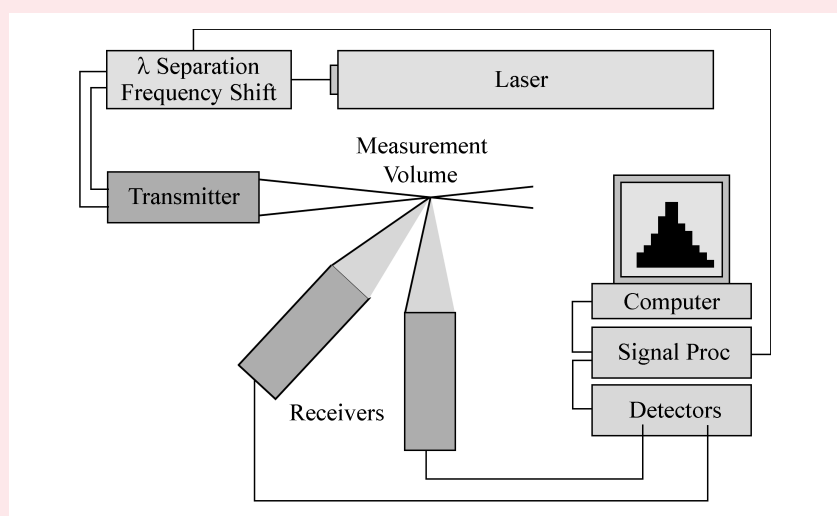 λ Separation
Frequency Shift
Laser
Measurement
Volume
Transmitter
Computer
Signal Proc
Detectors
Receivers